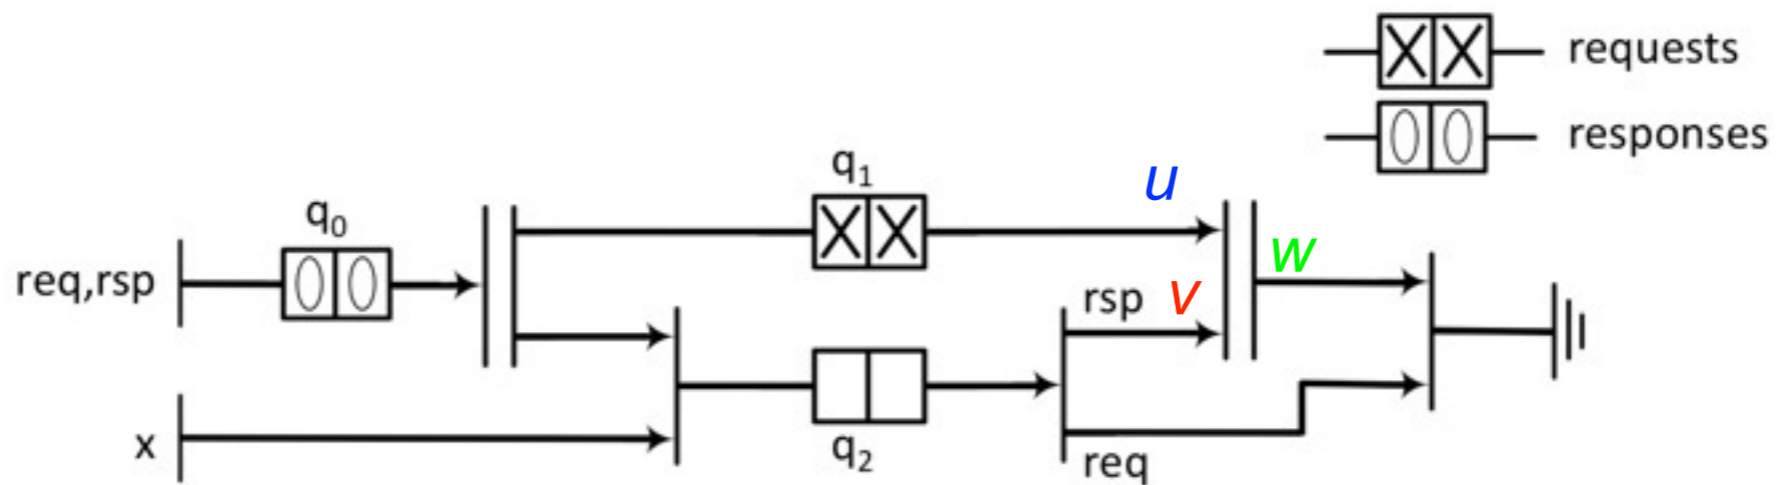 requests
responses
q₁
u
q₀
w
req,rsp
rsp
v
x
q₂
req